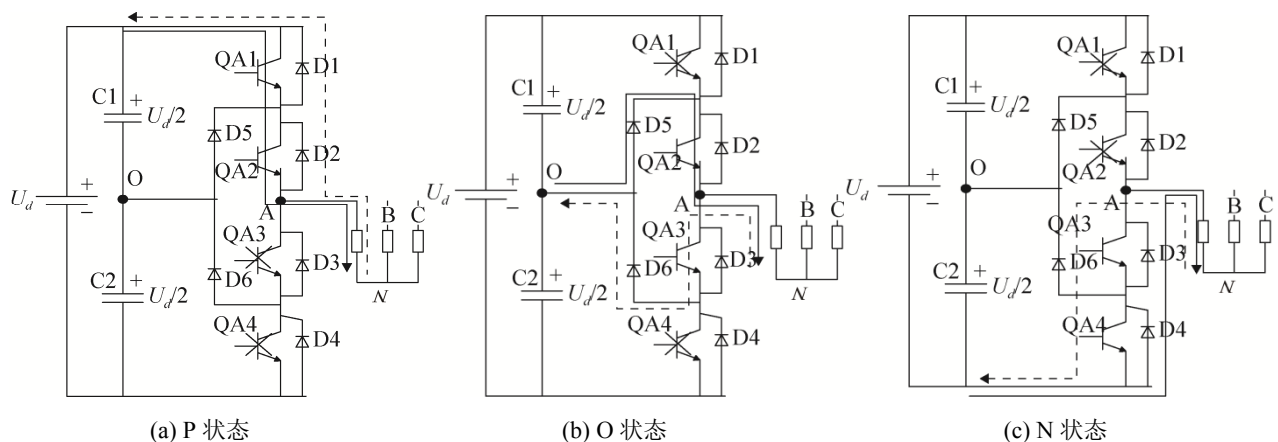 QA1
D1
C1
+
U_d/2
D5
QA2
D2
O
+
U_d
−
A
B
C
QA3
D3
D6
C2
+
U_d/2
N
QA4
D4
(a) P 状态
QA1
D1
C1
+
U_d/2
D5
QA2
D2
O
+
U_d
−
A
B
C
QA3
D3
D6
C2
+
U_d/2
N
QA4
D4
(b) O 状态
QA1
D1
C1
+
U_d/2
D5
QA2
D2
O
+
U_d
−
A
B
C
QA3
D3
D6
C2
+
U_d/2
N
QA4
D4
(c) N 状态